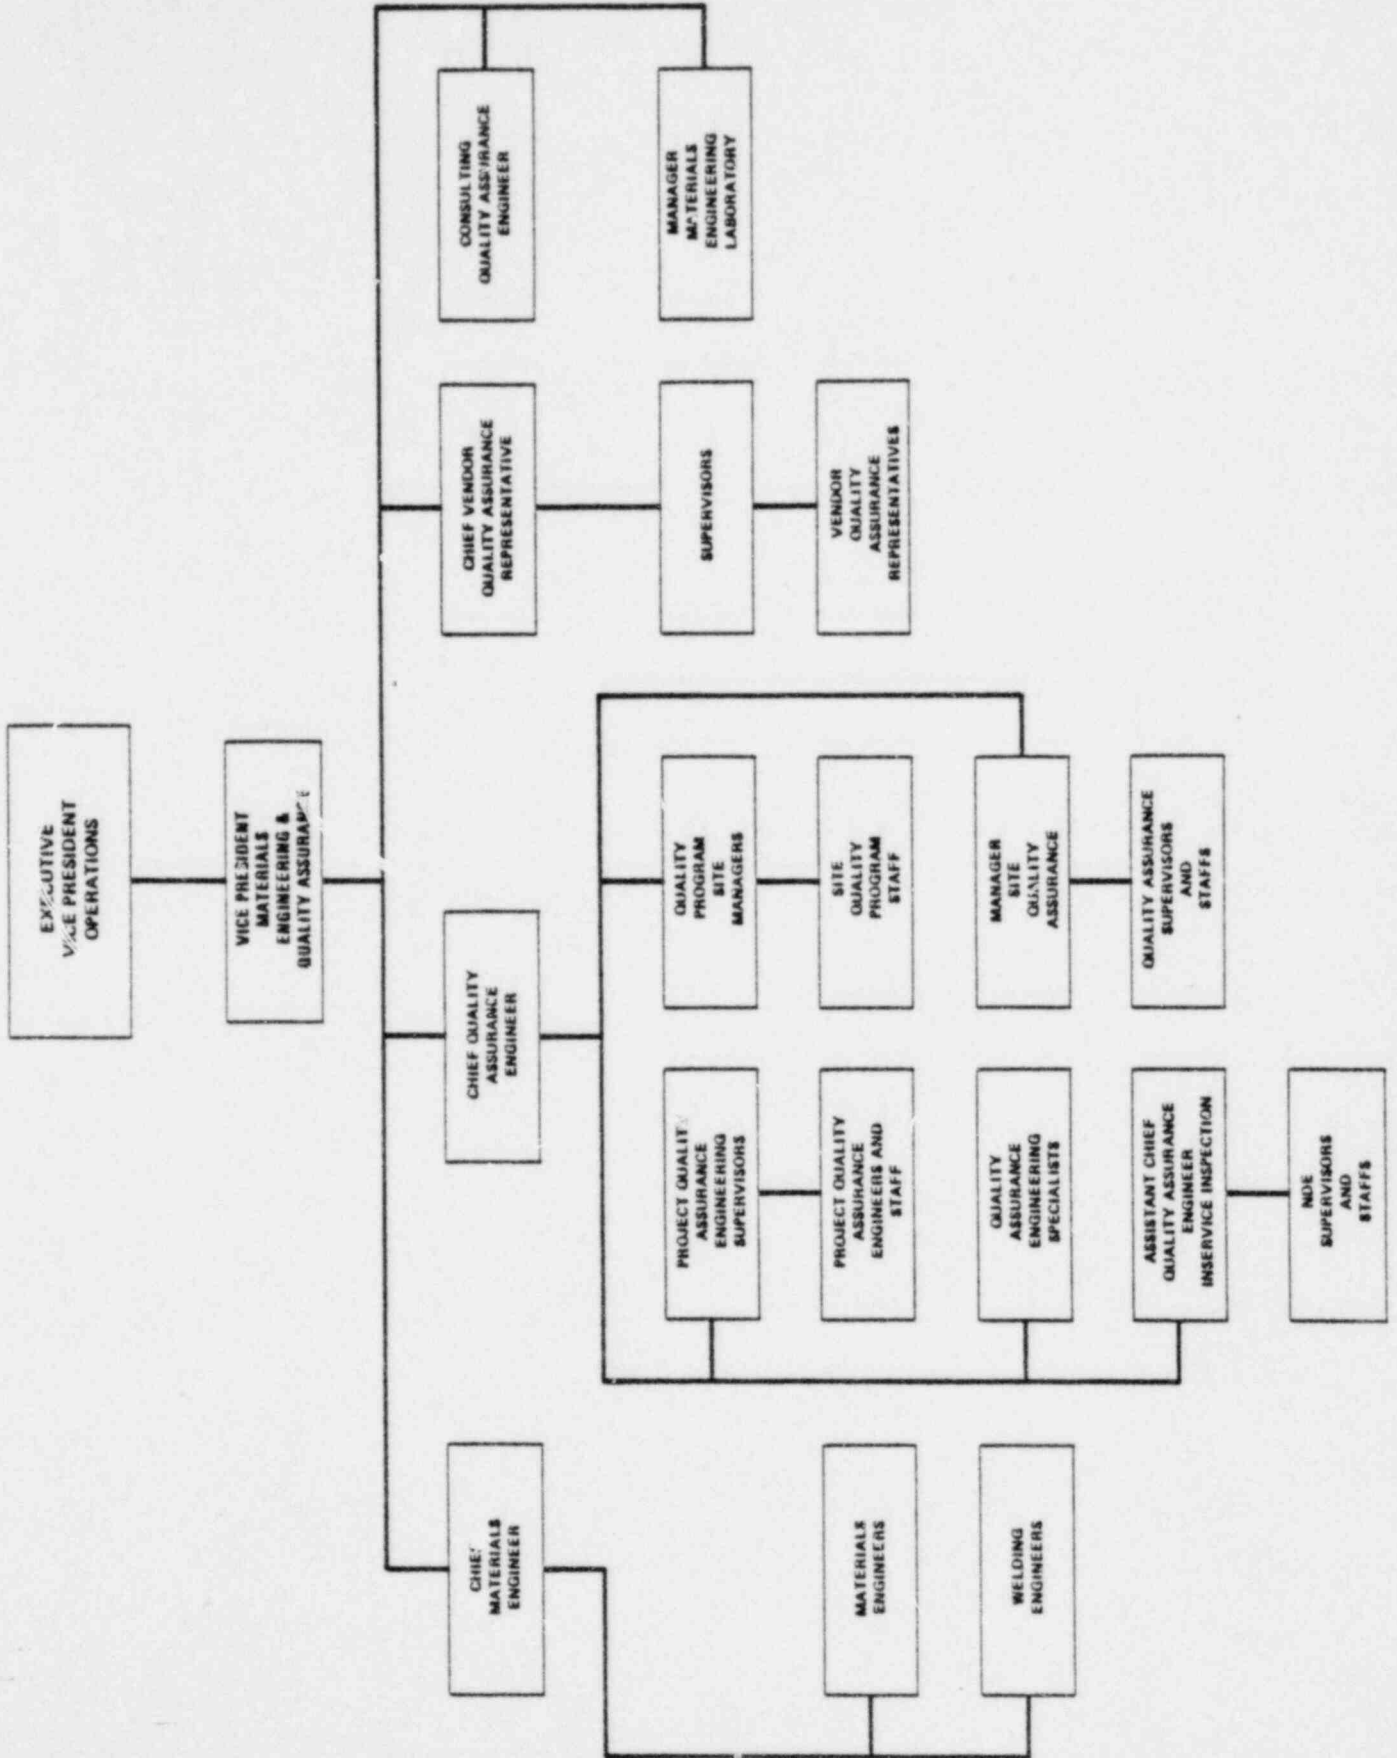 EXECUTIVE
VICE PRESIDENT
OPERATIONS
VICE PRESIDENT
MATERIALS
ENGINEERING &
QUALITY ASSURANCE
CHIEF
MATERIALS
ENGINEER
CHIEF QUALITY
ASSURANCE
ENGINEER
CHIEF VENDOR
QUALITY ASSURANCE
REPRESENTATIVE
CONSULTING
QUALITY ASSURANCE
ENGINEER
PROJECT QUALITY
ASSURANCE
ENGINEERING
SUPERVISORS
QUALITY
PROGRAM
SITE
MANAGERS
SUPERVISORS
MANAGER
MATERIALS
ENGINEERING
LABORATORY
MATERIALS
ENGINEERS
PROJECT QUALITY
ASSURANCE
ENGINEERS AND
STAFF
SITE
QUALITY
PROGRAM
STAFF
VENDOR
QUALITY
ASSURANCE
REPRESENTATIVES
WELDING
ENGINEERS
QUALITY
ASSURANCE
ENGINEERING
SPECIALISTS
MANAGER
SITE
QUALITY
ASSURANCE
ASSISTANT CHIEF
QUALITY ASSURANCE
ENGINEER
INSERVICE INSPECTION
QUALITY ASSURANCE
SUPERVISORS
AND
STAFFS
NDE
SUPERVISORS
AND
STAFFS